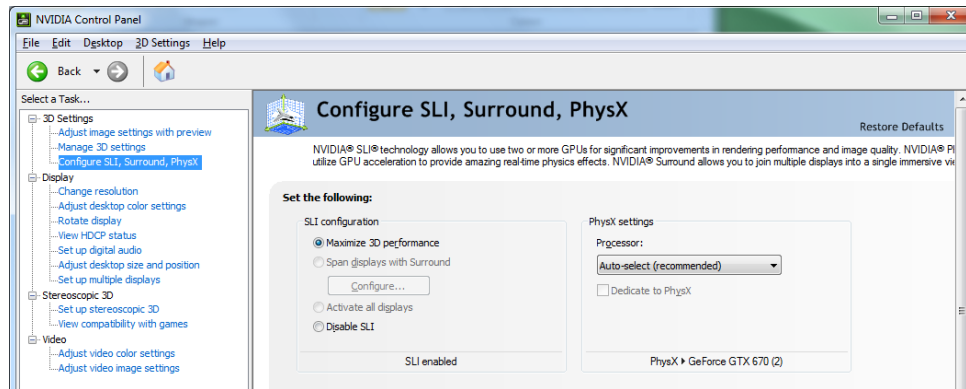 NVIDIA Control Panel
File Edit Desktop 3D Settings Help
Back
Select a Task...
3D Settings
Adjust image settings with preview
Manage 3D settings
Configure SLI, Surround, PhysX
Display
Change resolution
Adjust desktop color settings
Rotate display
View HDCP status
Set up digital audio
Adjust desktop size and position
Set up multiple displays
Stereoscopic 3D
Set up stereoscopic 3D
View compatibility with games
Video
Adjust video color settings
Adjust video image settings
Configure SLI, Surround, PhysX
Restore Defaults
NVIDIA® SLI® technology allows you to use two or more GPUs for significant improvements in rendering performance and image quality. NVIDIA® P
utilize GPU acceleration to provide amazing real-time physics effects. NVIDIA® Surround allows you to join multiple displays into a single immersive vi
Set the following:
SLI configuration
Maximize 3D performance
Span displays with Surround
Configure...
Activate all displays
Disable SLI
SLI enabled
PhysX settings
Processor:
Auto-select (recommended)
Dedicate to PhysX
PhysX ▸ GeForce GTX 670 (2)